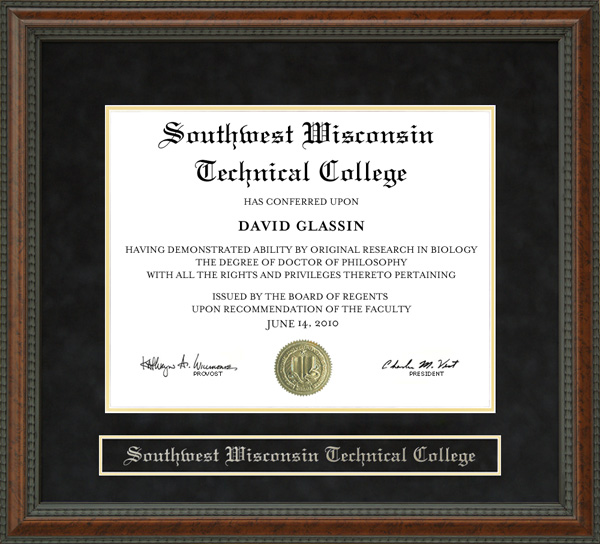 Southwest Wisconsin
Technical College
HAS CONFERRED UPON
DAVID GLASSIN
HAVING DEMONSTRATED ABILITY BY ORIGINAL RESEARCH IN BIOLOGY
THE DEGREE OF DOCTOR OF PHILOSOPHY
WITH ALL THE RIGHTS AND PRIVILEGES THERETO PERTAINING
ISSUED BY THE BOARD OF REGENTS
UPON RECOMMENDATION OF THE FACULTY
JUNE 14, 2010
Charles M. Vest
PROVOST
PRESIDENT
Southwest Wisconsin Technical College